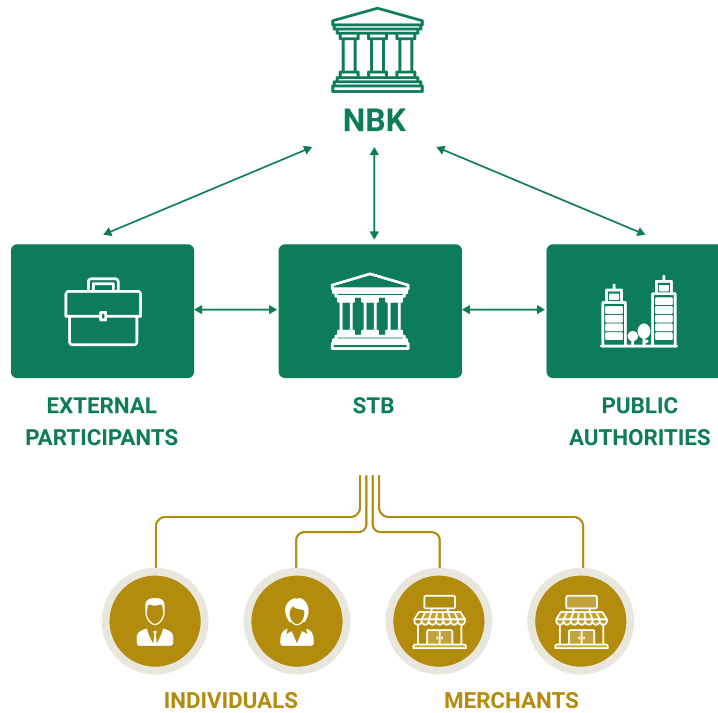 NBK
EXTERNAL
PARTICIPANTS
STB
PUBLIC
AUTHORITIES
INDIVIDUALS
MERCHANTS